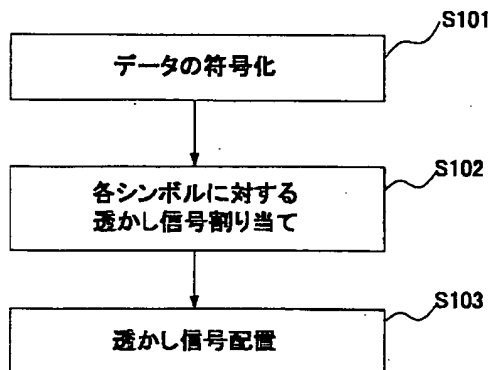 S101
データの符号化
S102
各シンボルに対する
透かし信号割り当て
S103
透かし信号配置